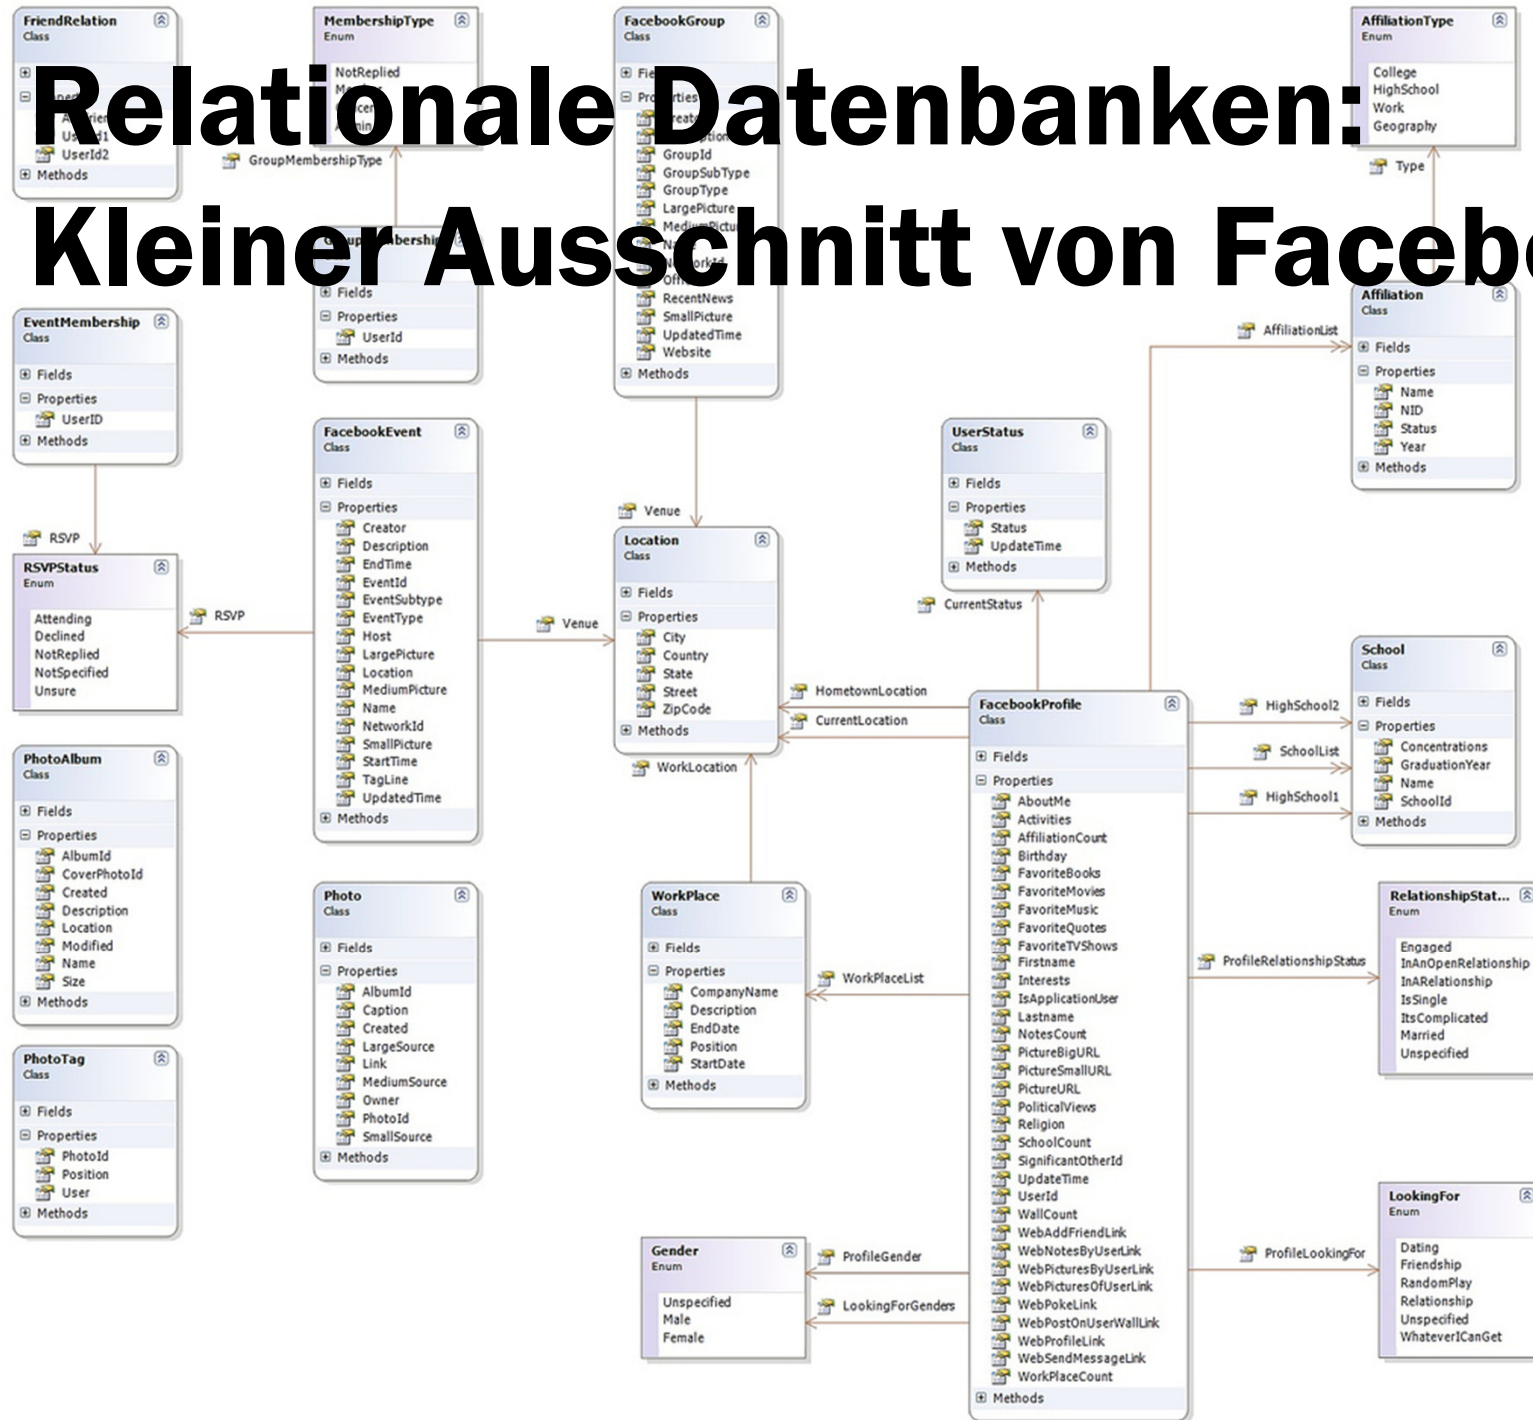 Relationale Datenbanken:
Kleiner Ausschnitt von
FriendRelation
Class
UserId2
Methods
MembershipType
Enum
NotReplied
GroupMembershipType
Fields
Properties
UserId
Methods
FacebookGroup
Class
GroupId
GroupSubType
GroupType
LargePicture
RecentNews
SmallPicture
UpdatedTime
Website
Methods
AffiliationType
Enum
College
HighSchool
Work
Geography
Type
AffiliationList
Affiliation
Class
Fields
Properties
Name
NID
Status
Year
Methods
EventMembership
Class
Fields
Properties
UserID
Methods
RSVP
RSVPStatus
Enum
Attending
Declined
NotReplied
NotSpecified
Unsure
RSVP
FacebookEvent
Class
Fields
Properties
Creator
Description
EndTime
EventId
EventSubtype
EventType
Host
LargePicture
Location
MediumPicture
Name
NetworkId
SmallPicture
StartTime
TagLine
UpdatedTime
Methods
Venue
Venue
Location
Class
Fields
Properties
City
Country
State
Street
ZipCode
Methods
WorkLocation
UserStatus
Class
Fields
Properties
Status
UpdateTime
Methods
CurrentStatus
HometownLocation
CurrentLocation
FacebookProfile
Class
Fields
Properties
AboutMe
Activities
AffiliationCount
Birthday
FavoriteBooks
FavoriteMovies
FavoriteMusic
FavoriteQuotes
FavoriteTVShows
Firstname
Interests
IsApplicationUser
Lastname
NotesCount
PictureBigURL
PictureSmallURL
PictureURL
PoliticalViews
Religion
SchoolCount
SignificantOtherId
UpdateTime
UserId
WallCount
WebAddFriendLink
WebNotesByUserLink
WebPicturesByUserLink
WebPicturesOfUserLink
WebPokeLink
WebPostOnUserWallLink
WebProfileLink
WebSendMessageLink
WorkPlaceCount
Methods
HighSchool2
SchoolList
HighSchool1
School
Class
Fields
Properties
Concentrations
GraduationYear
Name
SchoolId
Methods
PhotoAlbum
Class
Fields
Properties
AlbumId
CoverPhotoId
Created
Description
Location
Modified
Name
Size
Methods
Photo
Class
Fields
Properties
AlbumId
Caption
Created
LargeSource
Link
MediumSource
Owner
PhotoId
SmallSource
Methods
WorkPlace
Class
Fields
Properties
CompanyName
Description
EndDate
Position
StartDate
Methods
WorkPlaceList
ProfileRelationshipStatus
RelationshipStat...
Enum
Engaged
InAnOpenRelationship
InARelationship
IsSingle
ItsComplicated
Married
Unspecified
PhotoTag
Class
Fields
Properties
PhotoId
Position
User
Methods
Gender
Enum
Unspecified
Male
Female
ProfileGender
LookingForGenders
ProfileLookingFor
LookingFor
Enum
Dating
Friendship
RandomPlay
Relationship
Unspecified
WhateverICanGet